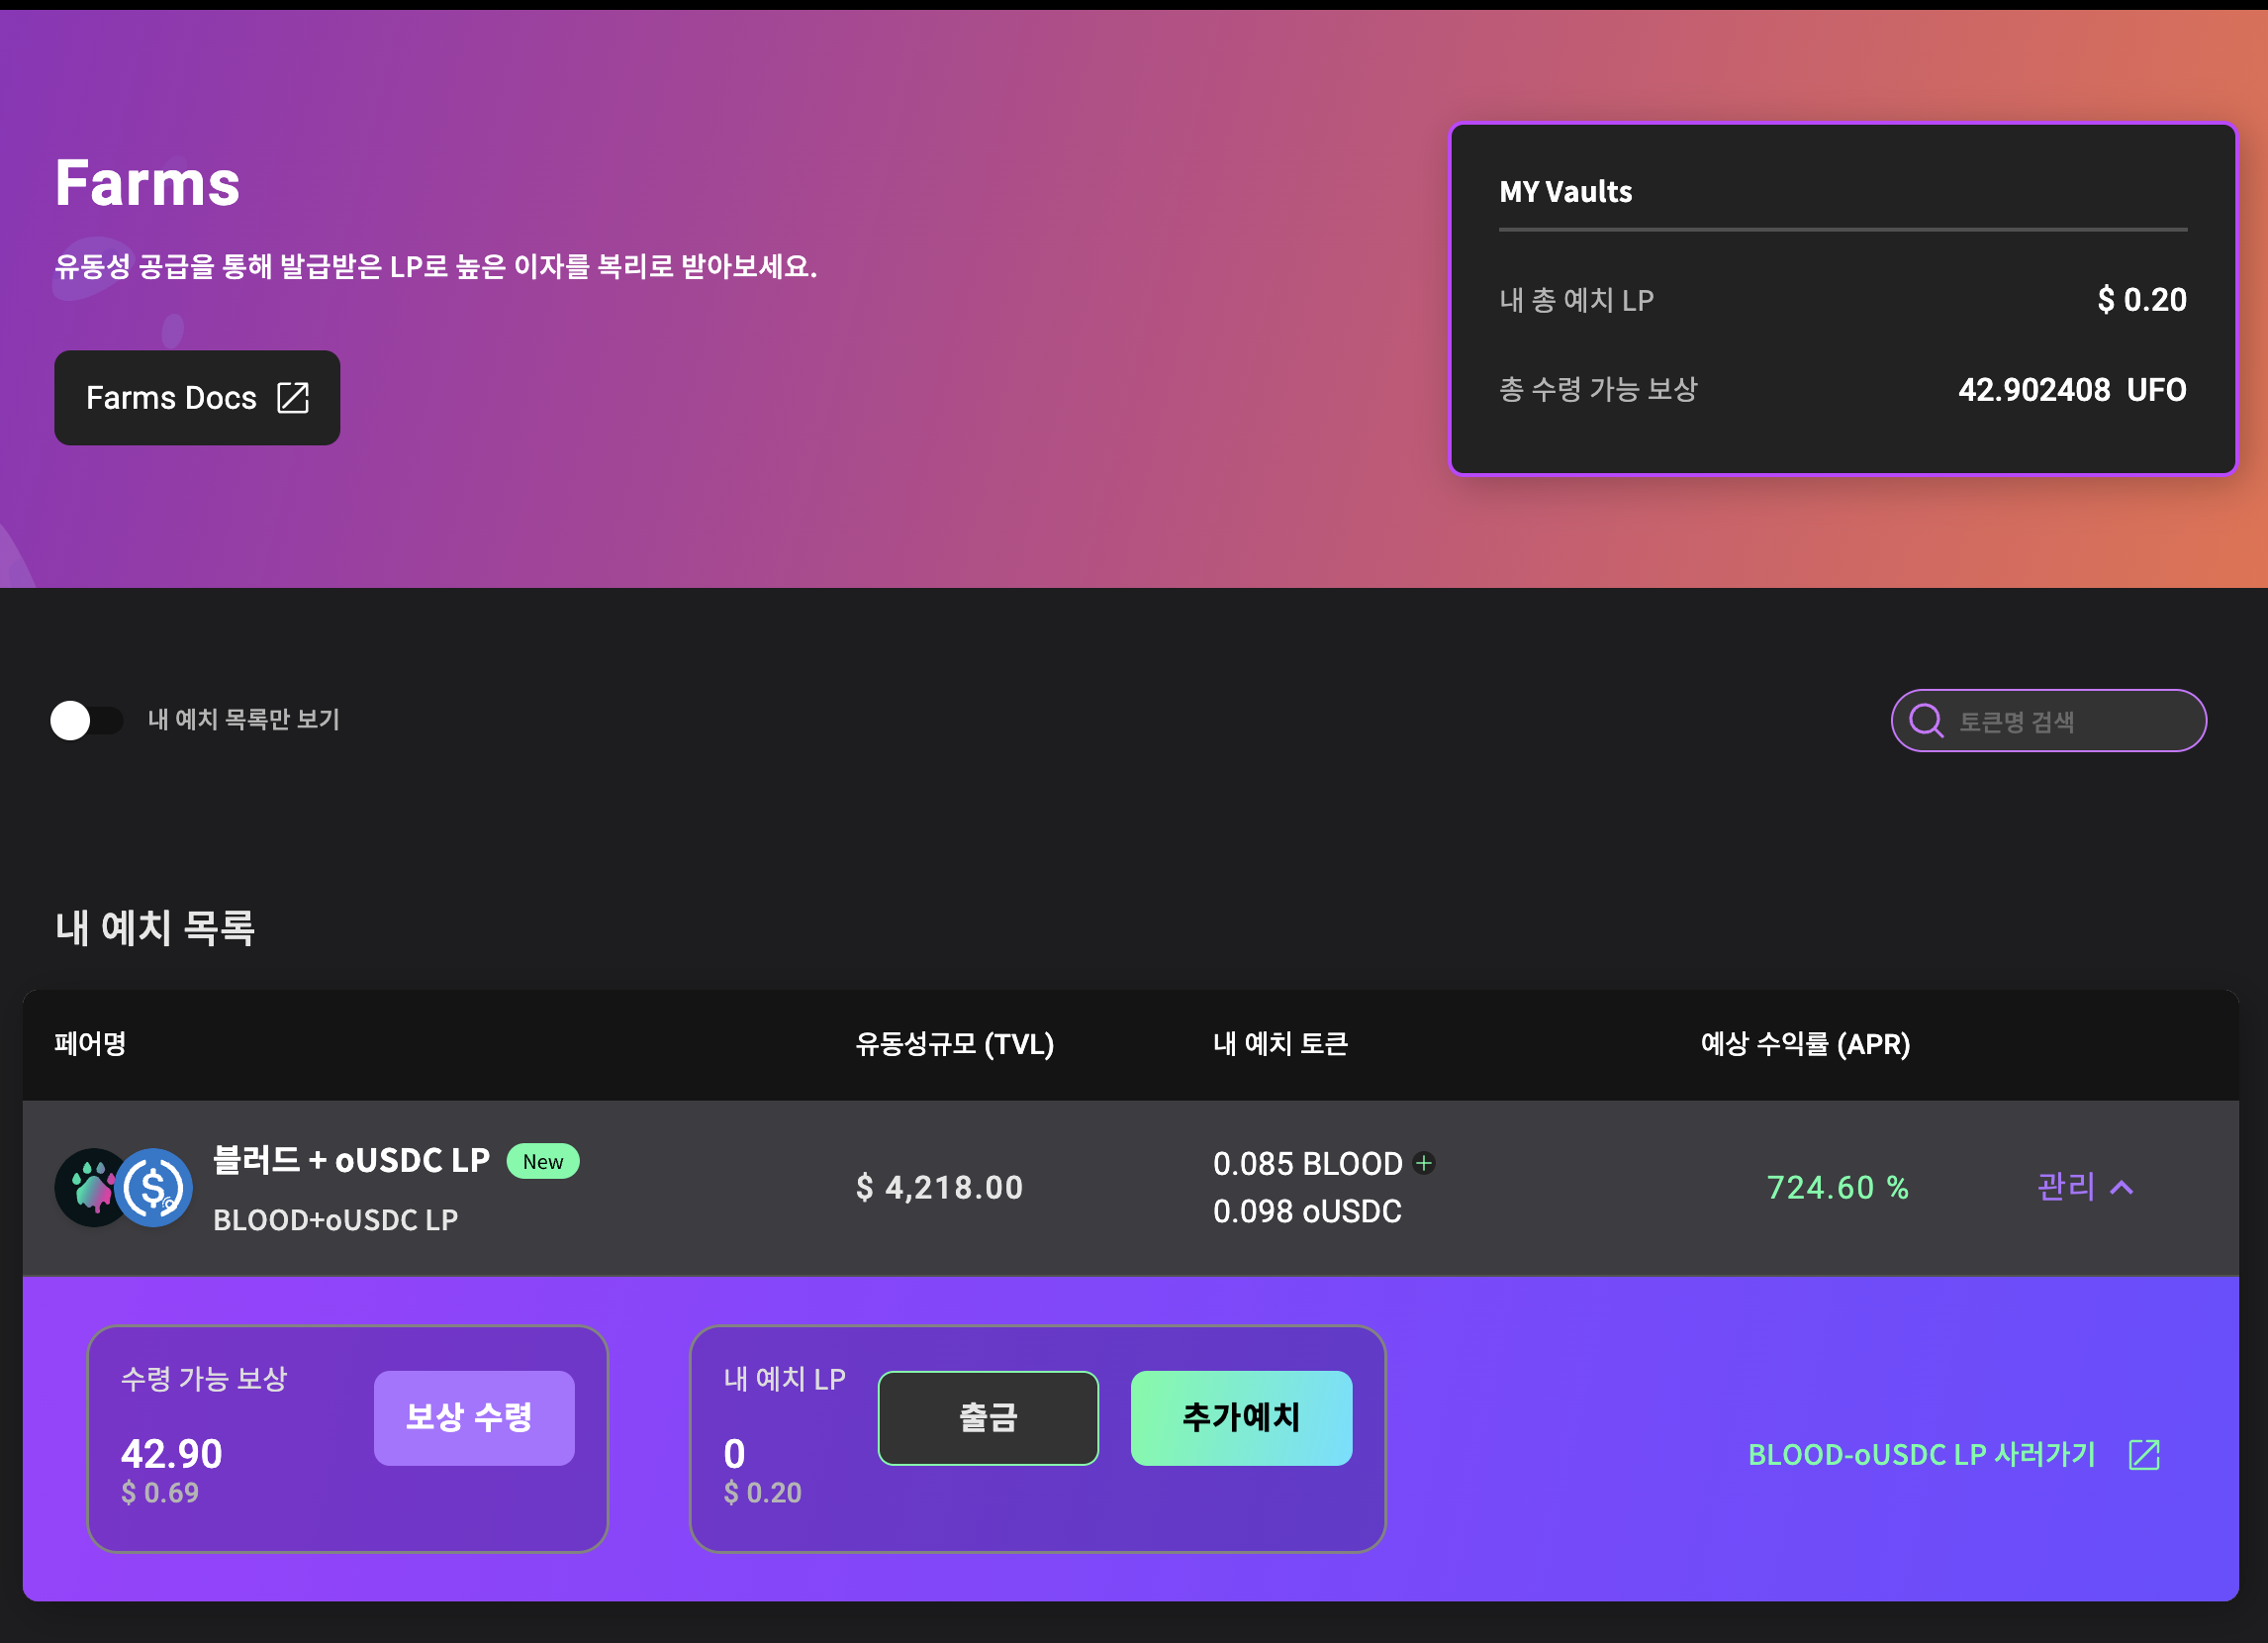 Farms
유동성 공급을 통해 발급받은 LP로 높은 이자를 복리로 받아보세요.
Farms Docs
MY Vaults
내 총 예치 LP $ 0.20
총 수령 가능 보상 42.902408 UFO
내 예치 목록만 보기
토큰명 검색
내 예치 목록
페어명 유동성규모 (TVL) 내 예치 토큰 예상 수익률 (APR)
블러드 + oUSDC LP New
BLOOD+oUSDC LP
$ 4,218.00
0.085 BLOOD
0.098 oUSDC
724.60 %
관리
수령 가능 보상
42.90
$ 0.69
보상 수령
내 예치 LP
0
$ 0.20
출금
추가예치
BLOOD-oUSDC LP 사러가기